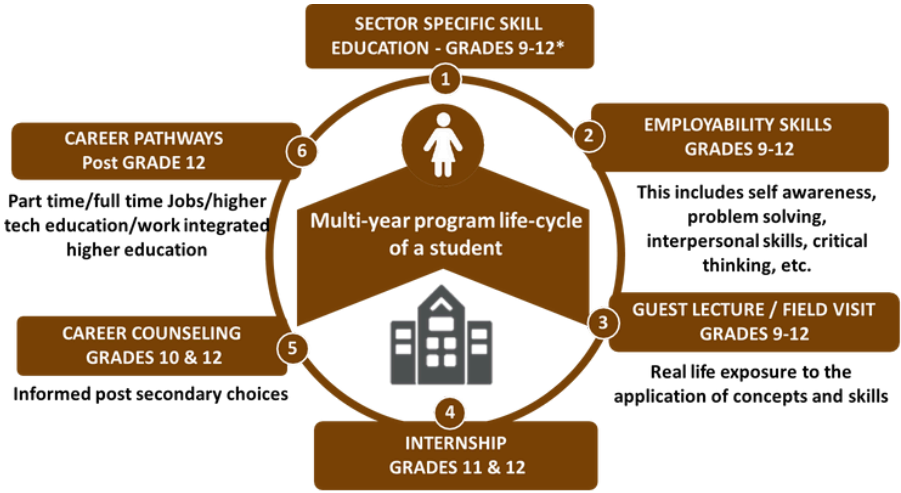 SECTOR SPECIFIC SKILL
EDUCATION - GRADES 9-12*
1
EMPLOYABILITY SKILLS
GRADES 9-12
2
This includes self awareness,
problem solving,
interpersonal skills, critical
thinking, etc.
GUEST LECTURE / FIELD VISIT
GRADES 9-12
3
Real life exposure to the
application of concepts and skills
4
INTERNSHIP
GRADES 11 & 12
CAREER COUNSELING
GRADES 10 & 12
5
Informed post secondary choices
CAREER PATHWAYS
Post GRADE 12
6
Part time/full time Jobs/higher
tech education/work integrated
higher education
Multi-year program life-cycle
of a student